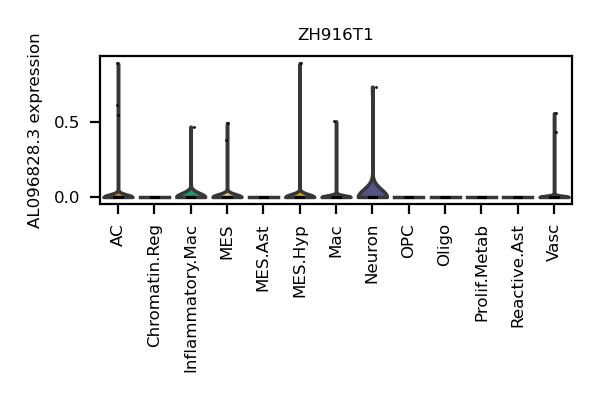 ZH916T1
AL096828.3 expression
0.5
0.0
AC
Chromatin.Reg
Inflammatory.Mac
MES
MES.Ast
MES.Hyp
Mac
Neuron
OPC
Oligo
Prolif.Metab
Reactive.Ast
Vasc